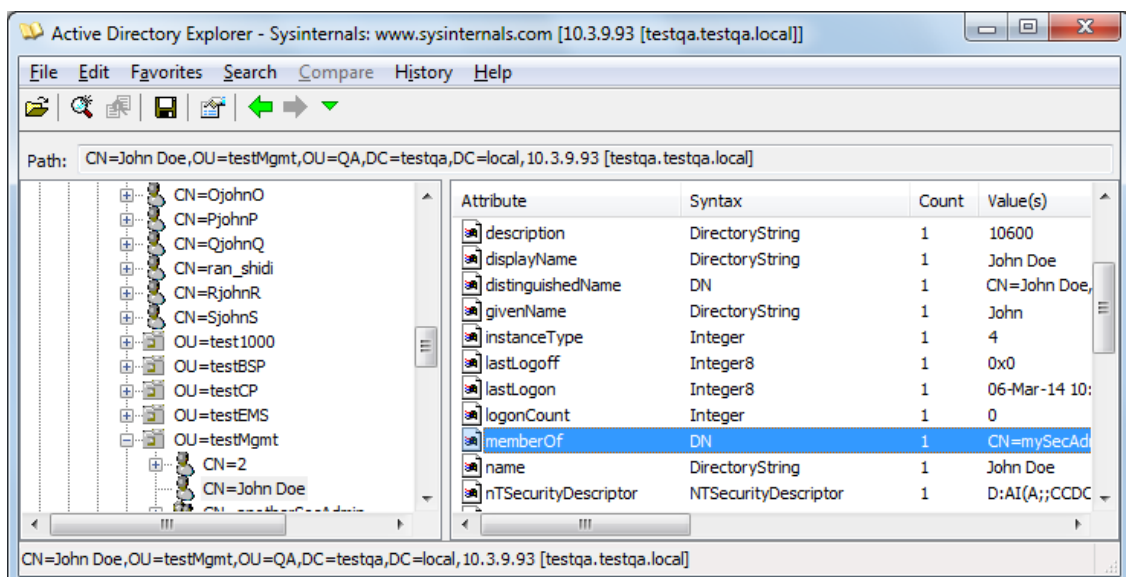 Active Directory Explorer - Sysinternals: www.sysinternals.com [10.3.9.93 [testqa.testqa.local]]
File Edit Favorites Search Compare History Help
Path: CN=John Doe,OU=testMgmt,OU=QA,DC=testqa,DC=local,10.3.9.93 [testqa.testqa.local]
CN=OjohnO
CN=PjohnP
CN=QjohnQ
CN=ran_shidi
CN=RjohnR
CN=SjohnS
OU=test1000
OU=testBSP
OU=testCP
OU=testEMS
OU=testMgmt
CN=2
CN=John Doe
CN=anotherSecAdmin
Attribute Syntax Count Value(s)
description DirectoryString 1 10600
displayName DirectoryString 1 John Doe
distinguishedName DN 1 CN=John Doe,
givenName DirectoryString 1 John
instanceType Integer 1 4
lastLogoff Integer8 1 0x0
lastLogon Integer8 1 06-Mar-14 10:
logonCount Integer 1 0
memberOf DN 1 CN=mySecAdi
name DirectoryString 1 John Doe
nTSecurityDescriptor NTSecurityDescriptor 1 D:AI(A;;CCDC
CN=John Doe,OU=testMgmt,OU=QA,DC=testqa,DC=local,10.3.9.93 [testqa.testqa.local]